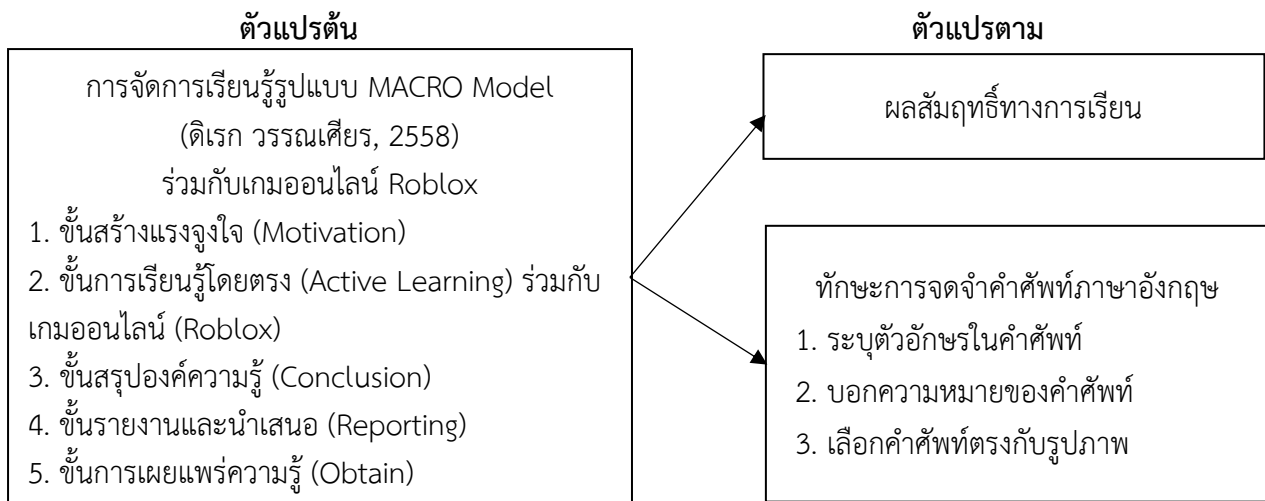 ตัวแปรต้น
การจัดการเรียนรู้รูปแบบ MACRO Model
(ดิเรก วรรณเศียร, 2558)
ร่วมกับเกมออนไลน์ Roblox
1. ขั้นสร้างแรงจูงใจ (Motivation)
2. ขั้นการเรียนรู้โดยตรง (Active Learning) ร่วมกับ
เกมออนไลน์ (Roblox)
3. ขั้นสรุปองค์ความรู้ (Conclusion)
4. ขั้นรายงานและนำเสนอ (Reporting)
5. ขั้นการเผยแพร่ความรู้ (Obtain)
ตัวแปรตาม
ผลสัมฤทธิ์ทางการเรียน
ทักษะการจดจำคำศัพท์ภาษาอังกฤษ
1. ระบุตัวอักษรในคำศัพท์
2. บอกความหมายของคำศัพท์
3. เลือกคำศัพท์ตรงกับรูปภาพ